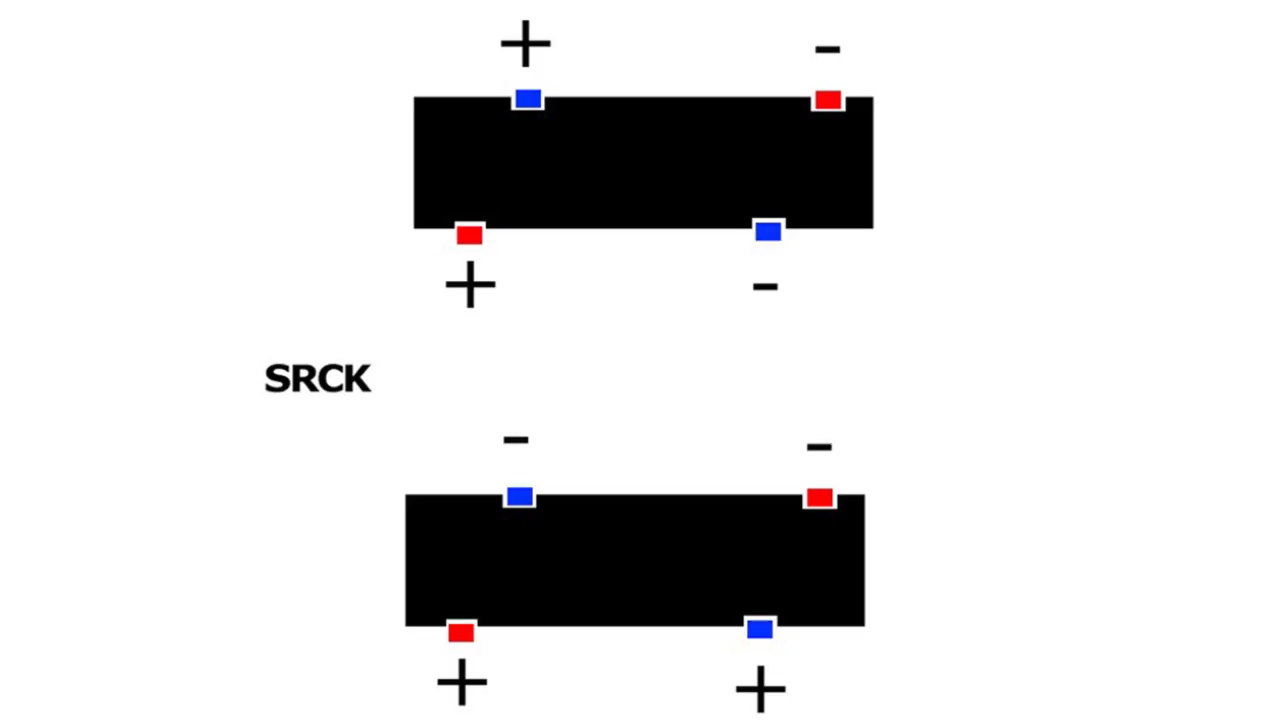 + -
+ -
SRCK
- -
+ +